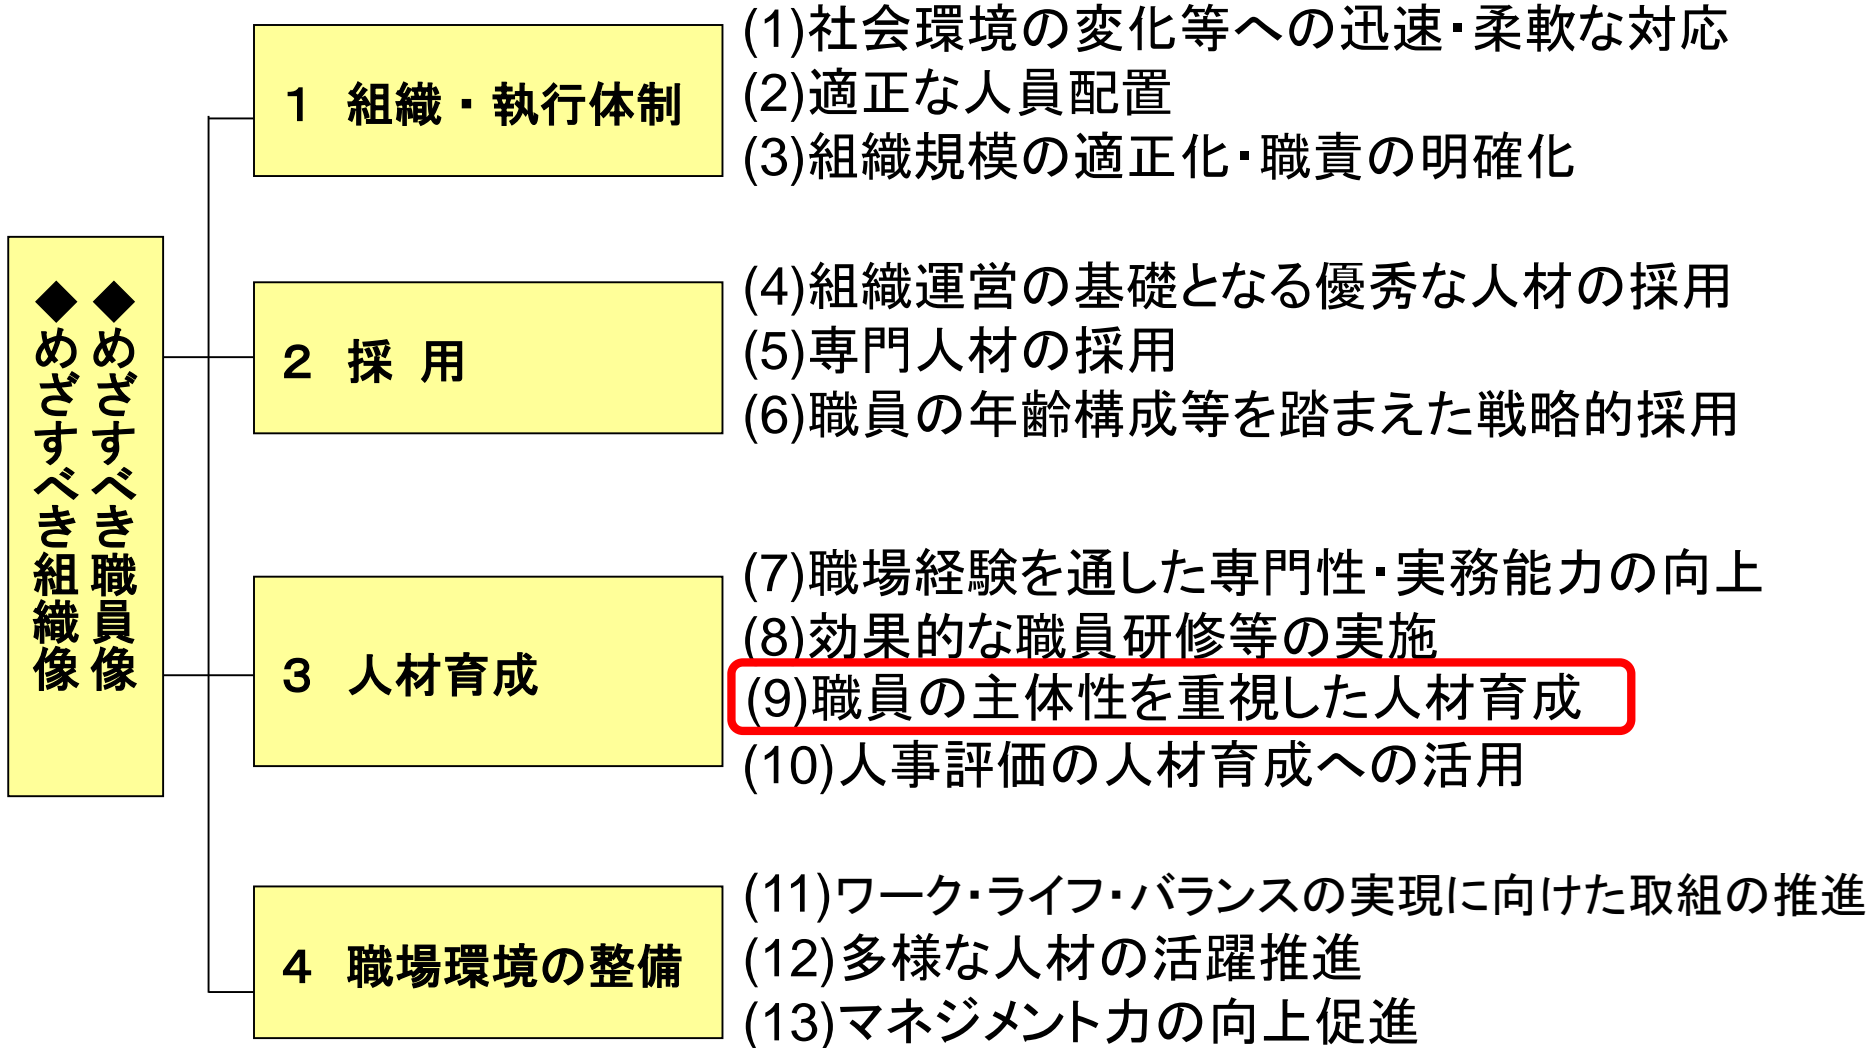 ◆めざすべき職員像
◆めざすべき組織像
１　組織・執行体制
(1)社会環境の変化等への迅速・柔軟な対応
(2)適正な人員配置
(3)組織規模の適正化・職責の明確化
２　採　用
(4)組織運営の基礎となる優秀な人材の採用
(5)専門人材の採用
(6)職員の年齢構成等を踏まえた戦略的採用
３　人材育成
(7)職場経験を通した専門性・実務能力の向上
(8)効果的な職員研修等の実施
(9)職員の主体性を重視した人材育成
(10)人事評価の人材育成への活用
４　職場環境の整備
(11)ワーク・ライフ・バランスの実現に向けた取組の推進
(12)多様な人材の活躍推進
(13)マネジメント力の向上促進